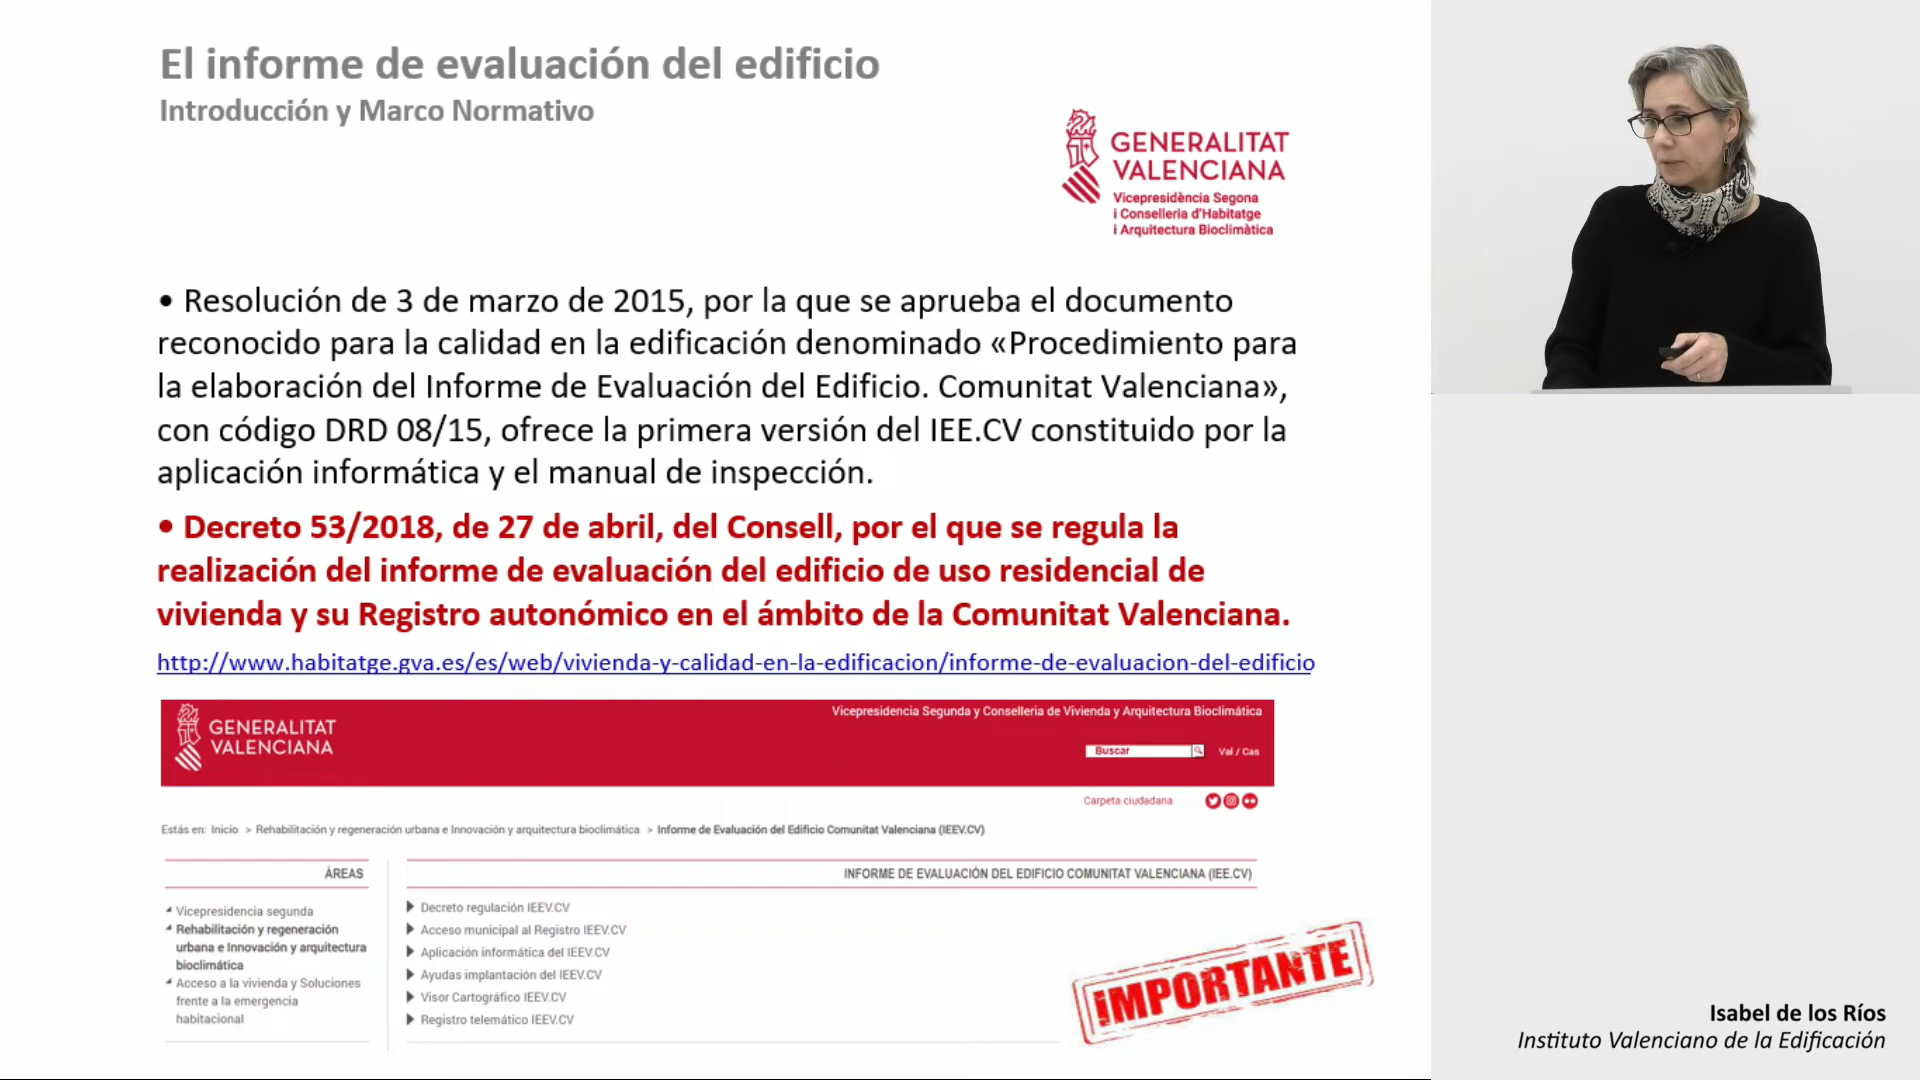 El informe de evaluación del edificio
Introducción y Marco Normativo
GENERALITAT
VALENCIANA
Vicepresidència Segona
i Conselleria d'Habitatge
i Arquitectura Bioclimàtica
• Resolución de 3 de marzo de 2015, por la que se aprueba el documento
reconocido para la calidad en la edificación denominado «Procedimiento para
la elaboración del Informe de Evaluación del Edificio. Comunitat Valenciana»,
con código DRD 08/15, ofrece la primera versión del IEE.CV constituido por la
aplicación informática y el manual de inspección.
• Decreto 53/2018, de 27 de abril, del Consell, por el que se regula la
realización del informe de evaluación del edificio de uso residencial de
vivienda y su Registro autonómico en el ámbito de la Comunitat Valenciana.
http://www.habitatge.gva.es/es/web/vivienda-y-calidad-en-la-edificacion/informe-de-evaluacion-del-edificio
GENERALITAT
VALENCIANA
Vicepresidencia Segunda y Conselleria de Vivienda y Arquitectura Bioclimática
Buscar
Val / Cas
Carpeta ciudadana
Estás en: Inicio > Rehabilitación y regeneración urbana e Innovación y arquitectura bioclimática > Informe de Evaluación del Edificio Comunitat Valenciana (IEEV.CV)
ÁREAS
Vicepresidencia segunda
Rehabilitación y regeneración
urbana e Innovación y arquitectura
bioclimática
Acceso a la vivienda y Soluciones
frente a la emergencia
habitacional
INFORME DE EVALUACIÓN DEL EDIFICIO COMUNITAT VALENCIANA (IEE.CV)
Decreto regulación IEEV.CV
Acceso municipal al Registro IEEV.CV
Aplicación informática del IEEV.CV
Ayudas implantación del IEEV.CV
Visor Cartográfico IEEV.CV
Registro telemático IEEV.CV
¡IMPORTANTE
Isabel de los Ríos
Instituto Valenciano de la Edificación